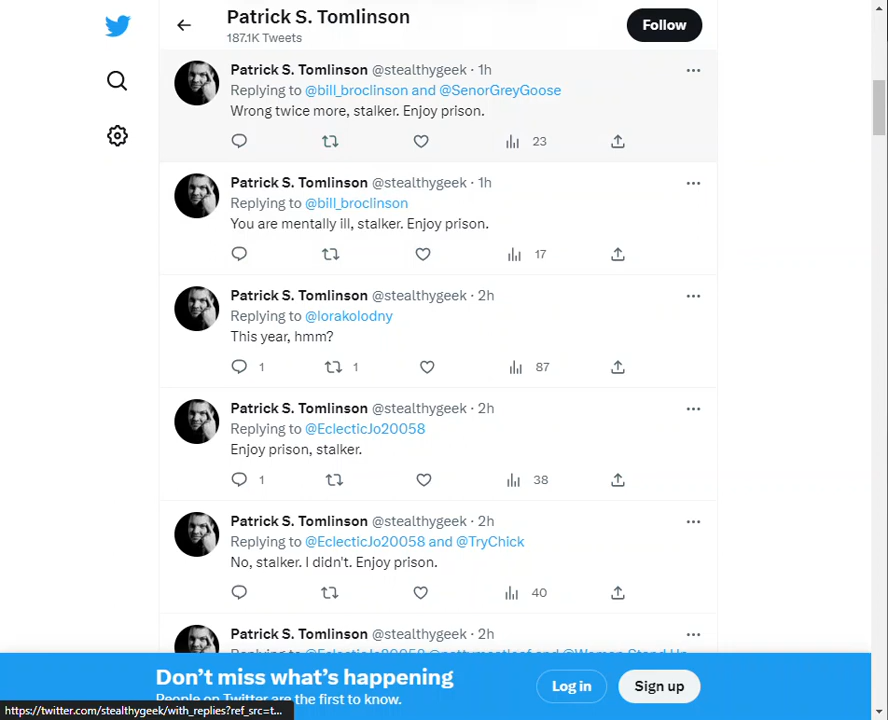 Patrick S. Tomlinson
187.1K Tweets
Follow
Patrick S. Tomlinson @stealthygeek · 1h
Replying to @bill_broclinson and @SenorGreyGoose
Wrong twice more, stalker. Enjoy prison.
23
Patrick S. Tomlinson @stealthygeek · 1h
Replying to @bill_broclinson
You are mentally ill, stalker. Enjoy prison.
17
Patrick S. Tomlinson @stealthygeek · 2h
Replying to @lorakolodny
This year, hmm?
1 1 87
Patrick S. Tomlinson @stealthygeek · 2h
Replying to @EclecticJo20058
Enjoy prison, stalker.
1 38
Patrick S. Tomlinson @stealthygeek · 2h
Replying to @EclecticJo20058 and @TryChick
No, stalker. I didn't. Enjoy prison.
40
Patrick S. Tomlinson @stealthygeek · 2h
Replying to @EclecticJo20058
Don't miss what's happening
People on Twitter are the first to know.
Log in
Sign up
https://twitter.com/stealthygeek/with_replies?ref_src=t...